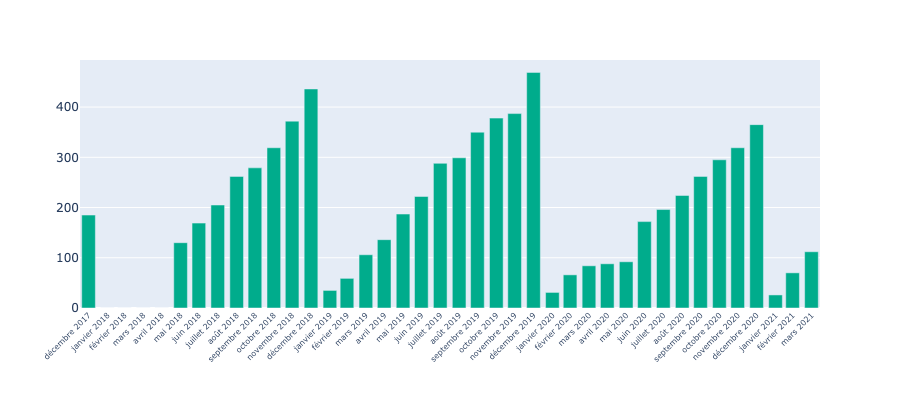 400
300
200
100
0
décembre 2017
janvier 2018
février 2018
mars 2018
avril 2018
mai 2018
juin 2018
juillet 2018
août 2018
septembre 2018
octobre 2018
novembre 2018
décembre 2018
janvier 2019
février 2019
mars 2019
avril 2019
mai 2019
juin 2019
juillet 2019
août 2019
septembre 2019
octobre 2019
novembre 2019
décembre 2019
janvier 2020
février 2020
mars 2020
avril 2020
mai 2020
juin 2020
juillet 2020
août 2020
septembre 2020
octobre 2020
novembre 2020
décembre 2020
janvier 2021
février 2021
mars 2021